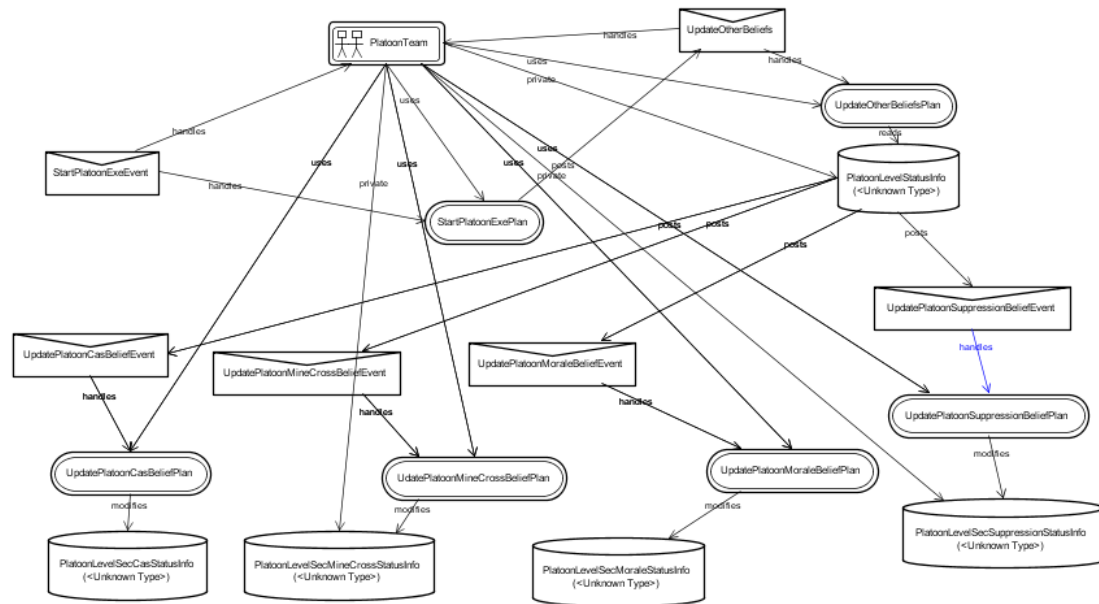 UpdateOtherBeliefs
PlatoonTeam
handles
handles
uses
private
uses
UpdateOtherBeliefsPlan
handles
reads
uses
uses
uses
uses
StartPlatoonExeEvent
posts
private
private
handles
PlatoonLevelStatusInfo
(<Unknown Type>)
StartPlatoonExePlan
posts
posts
posts
posts
UpdatePlatoonSuppressionBeliefEvent
UpdatePlatoonCasBeliefEvent
UpdatePlatoonMineCrossBeliefEvent
UpdatePlatoonMoraleBeliefEvent
handles
handles
handles
handles
UpdatePlatoonSuppressionBeliefPlan
UpdatePlatoonCasBeliefPlan
UdatePlatoonMineCrossBeliefPlan
UpdatePlatoonMoraleBeliefPlan
modifies
modifies
modifies
modifies
PlatoonLevelSecSuppressionStatusInfo
(<Unknown Type>)
PlatoonLevelSecCasStatusInfo
(<Unknown Type>)
PlatoonLevelSecMineCrossStatusInfo
(<Unknown Type>)
PlatoonLevelSecMoraleStatusInfo
(<Unknown Type>)